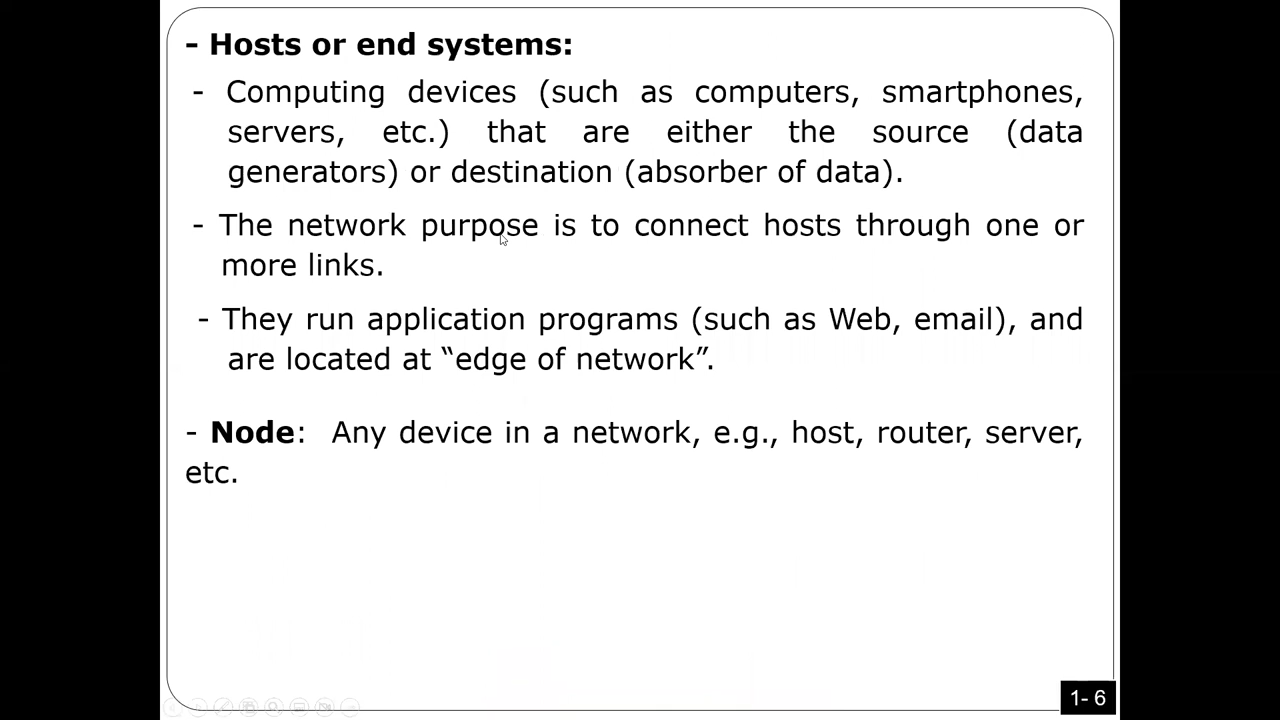 - Hosts or end systems:
- Computing devices (such as computers, smartphones,
servers, etc.) that are either the source (data
generators) or destination (absorber of data).
- The network purpose is to connect hosts through one or
more links.
- They run application programs (such as Web, email), and
are located at “edge of network”.
- Node: Any device in a network, e.g., host, router, server,
etc.
1- 6